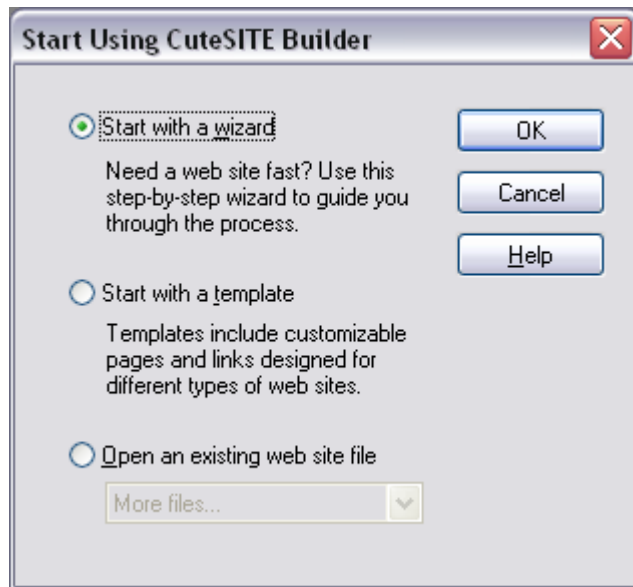 Start Using CuteSITE Builder
Start with a wizard
OK
Need a web site fast? Use this
step-by-step wizard to guide you
through the process.
Cancel
Help
Start with a template
Templates include customizable
pages and links designed for
different types of web sites.
Open an existing web site file
More files...